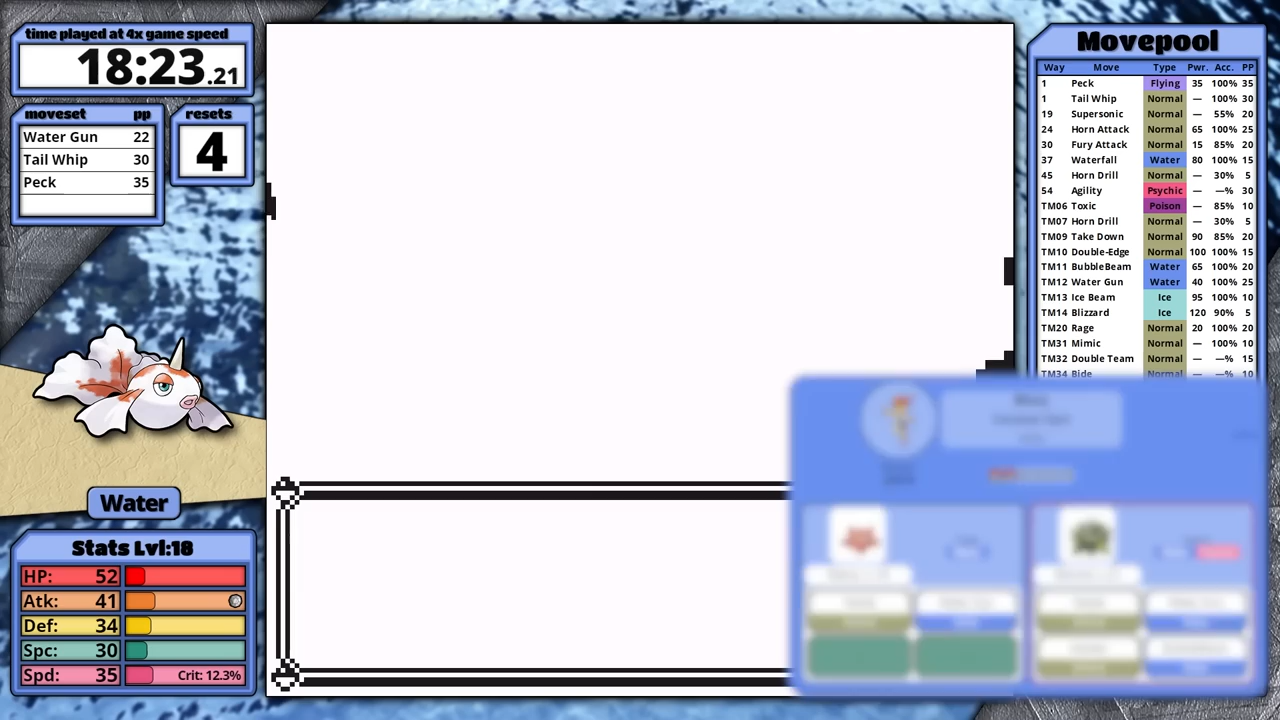 time played at 4x game speed
18:23.21
moveset pp
Water Gun 22
Tail Whip 30
Peck 35
resets
4
Water
Stats Lvl:18
HP: 52
Atk: 41
Def: 34
Spc: 30
Spd: 35 Crit: 12.3%
Movepool
Way Move Type Pwr. Acc. PP
1 Peck Flying 35 100% 35
1 Tail Whip Normal — 100% 30
19 Supersonic Normal — 55% 20
24 Horn Attack Normal 65 100% 25
30 Fury Attack Normal 15 85% 20
37 Waterfall Water 80 100% 15
45 Horn Drill Normal — 30% 5
54 Agility Psychic — —% 30
TM06 Toxic Poison — 85% 10
TM07 Horn Drill Normal — 30% 5
TM09 Take Down Normal 90 85% 20
TM10 Double-Edge Normal 100 100% 15
TM11 BubbleBeam Water 65 100% 20
TM12 Water Gun Water 40 100% 25
TM13 Ice Beam Ice 95 100% 10
TM14 Blizzard Ice 120 90% 5
TM20 Rage Normal 20 100% 20
TM31 Mimic Normal — 100% 10
TM32 Double Team Normal — —% 15
TM34 Bide Normal — —% 10